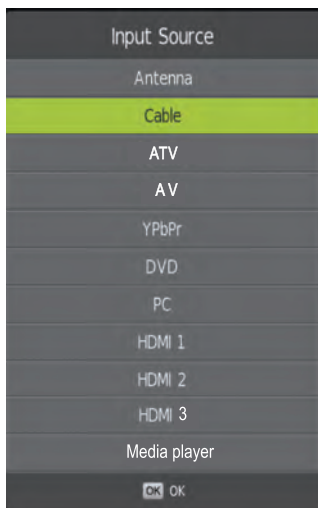 Input Source
Antenna
Cable
ATV
AV
YPbPr
DVD
PC
HDMI 1
HDMI 2
HDMI 3
Media player
OK OK